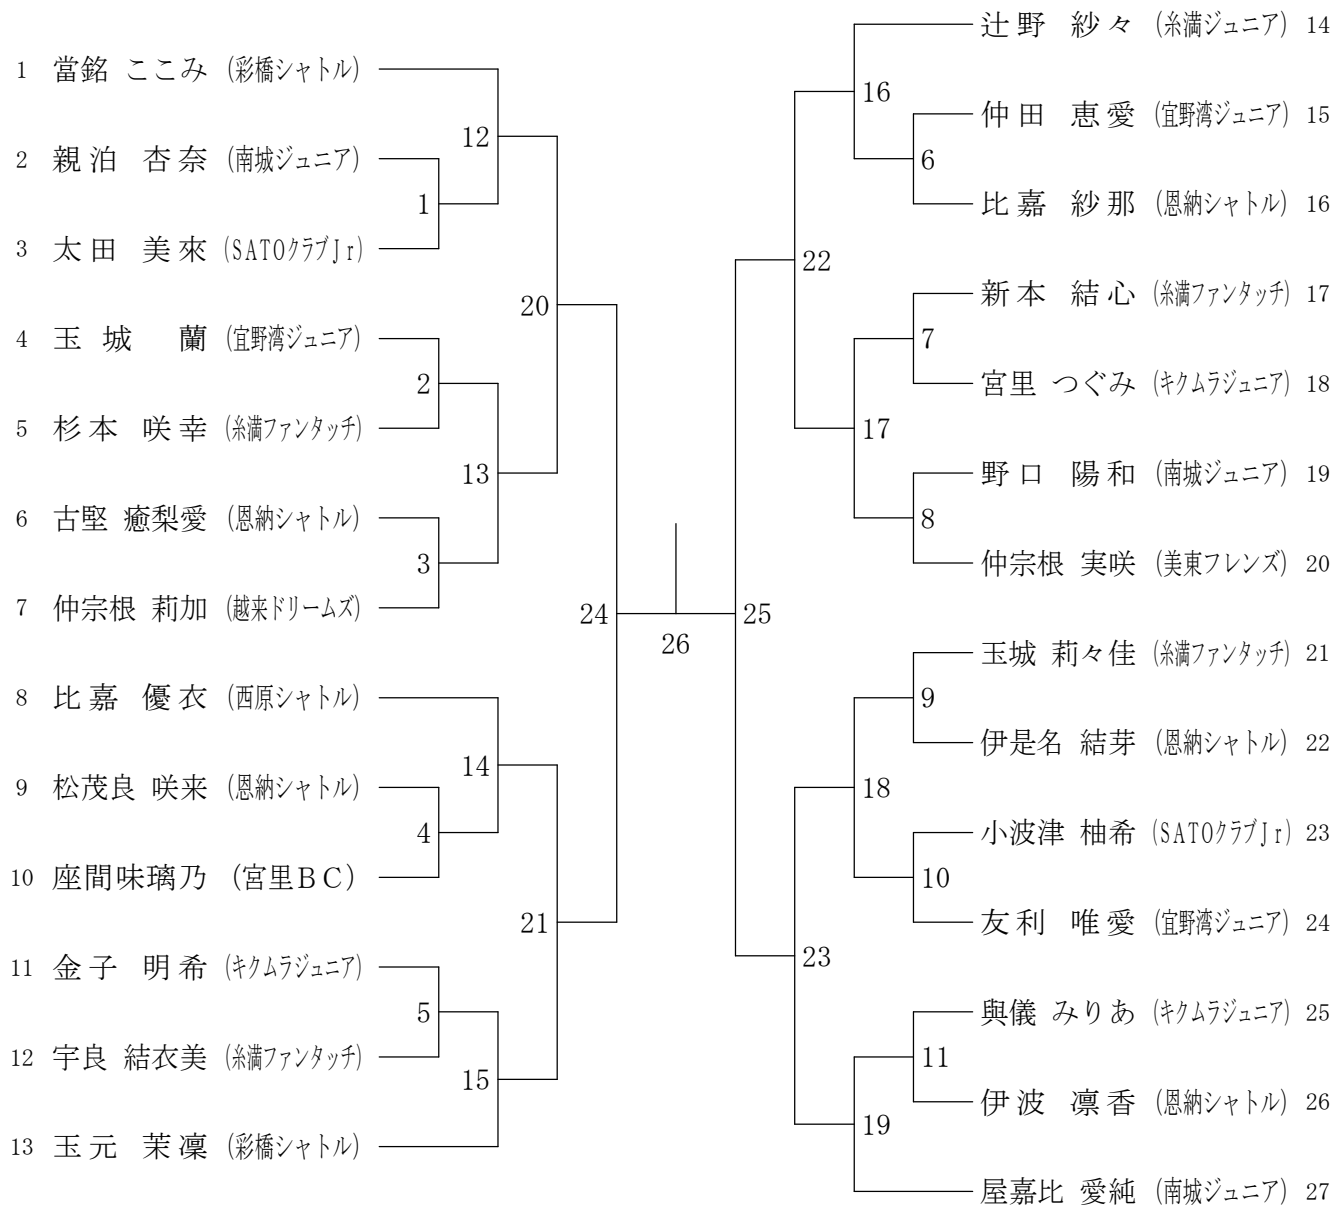 1 當銘 ここみ (彩橋シャトル)
2 親泊 杏奈 (南城ジュニア)
3 太田 美來 (SATOクラブJr)
4 玉城 蘭 (宜野湾ジュニア)
5 杉本 咲幸 (糸満ファンタッチ)
6 古堅 癒梨愛 (恩納シャトル)
7 仲宗根 莉加 (越来ドリームズ)
8 比嘉 優衣 (西原シャトル)
9 松茂良 咲来 (恩納シャトル)
10 座間味璃乃 (宮里BC)
11 金子 明希 (キクムラジュニア)
12 宇良 結衣美 (糸満ファンタッチ)
13 玉元 茉凜 (彩橋シャトル)
12
1
20
2
13
3
24
14
4
21
5
15
26
25
16
6
22
7
17
8
9
18
10
23
11
19
辻野 紗々 (糸満ジュニア) 14
仲田 恵愛 (宜野湾ジュニア) 15
比嘉 紗那 (恩納シャトル) 16
新本 結心 (糸満ファンタッチ) 17
宮里 つぐみ (キクムラジュニア) 18
野口 陽和 (南城ジュニア) 19
仲宗根 実咲 (美東フレンズ) 20
玉城 莉々佳 (糸満ファンタッチ) 21
伊是名 結芽 (恩納シャトル) 22
小波津 柚希 (SATOクラブJr) 23
友利 唯愛 (宜野湾ジュニア) 24
與儀 みりあ (キクムラジュニア) 25
伊波 凛香 (恩納シャトル) 26
屋嘉比 愛純 (南城ジュニア) 27